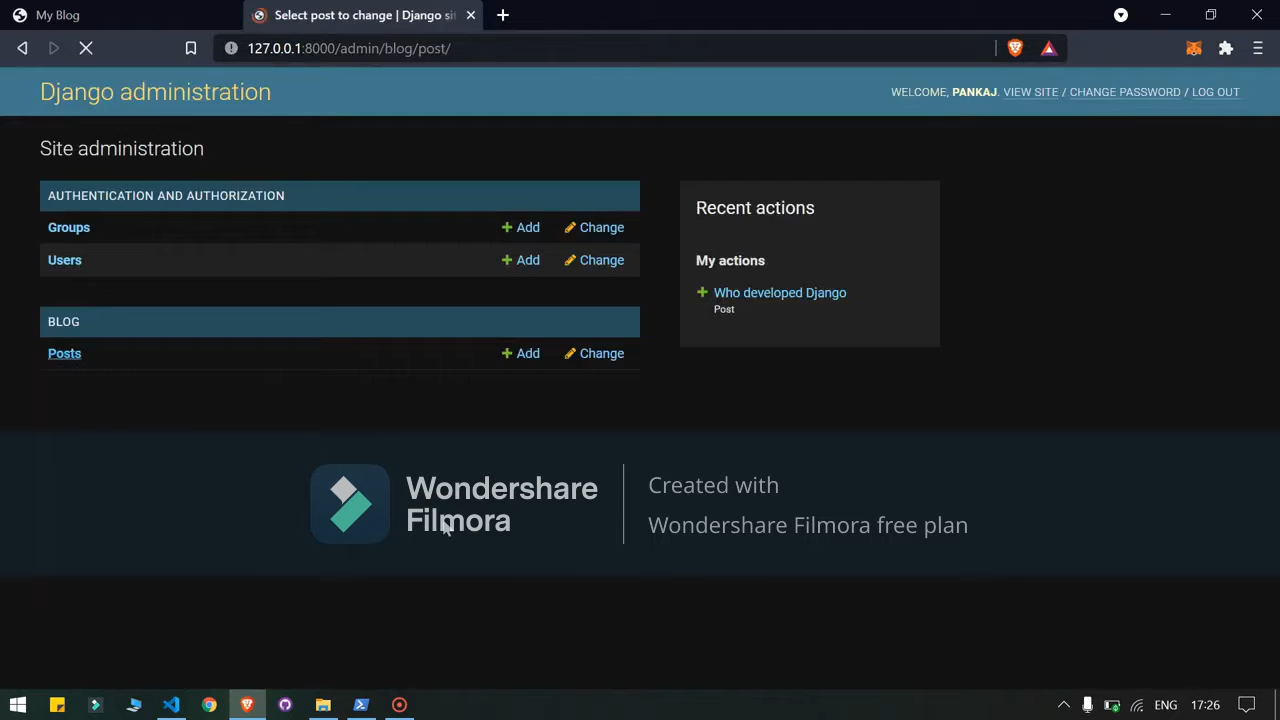 My Blog
Select post to change | Django si
127.0.0.1:8000/admin/blog/post/
Django administration
WELCOME, PANKAJ. VIEW SITE / CHANGE PASSWORD / LOG OUT
Site administration
AUTHENTICATION AND AUTHORIZATION
Groups
Add
Change
Users
Add
Change
BLOG
Posts
Add
Change
Recent actions
My actions
Who developed Django
Post
Wondershare
Filmora
Created with
Wondershare Filmora free plan
ENG
17:26